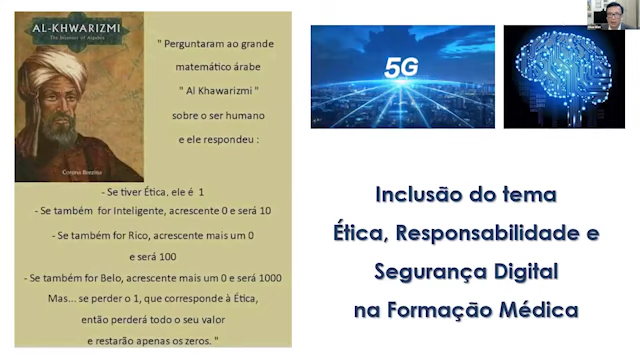 AL-KHWARIZMI
The Inventor of Algebra
Corona Brezina
" Perguntaram ao grande
matemático árabe
" Al Khawarizmi "
sobre o ser humano
e ele respondeu :
- Se tiver Ética, ele é 1
- Se também for Inteligente, acrescente 0 e será 10
- Se também for Rico, acrescente mais um 0
e será 100
- Se também for Belo, acrescente mais um 0 e será 1000
Mas... se perder o 1, que corresponde à Ética,
então perderá todo o seu valor
e restarão apenas os zeros. "
5G
Inclusão do tema
Ética, Responsabilidade e
Segurança Digital
na Formação Médica